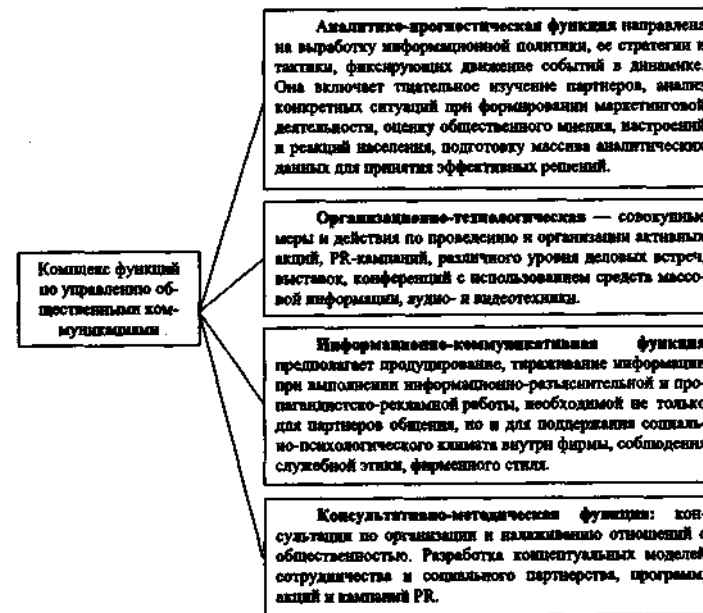 Комплекс функций
по управлению об-
щественными ком-
муникациями
Аналитико-прогностическая функция направлена
на выработку информационной политики, ее стратегии и
тактики, фиксирующих движение событий в динамике.
Она включает тщательное изучение партнеров, анализ
конкретных ситуаций при формировании маркетинговой
деятельности, оценку общественного мнения, настроений
и реакций населения, подготовку массива аналитических
данных для принятия эффективных решений.
Организационно-технологическая — совокупные
меры и действия по проведению и организации активных
акций, PR-кампаний, различного уровня деловых встреч,
выставок, конференций с использованием средств массо-
вой информации, аудио- и видеотехники.
Информационно-коммуникативная функция
предполагает продуцирование, тиражирование информации
при выполнении информационно-разъяснительной и про-
пагандистско-рекламной работы, необходимой не только
для партнеров общения, но и для поддержания социаль-
но-психологического климата внутри фирмы, соблюдения
служебной этики, фирменного стиля.
Консультативно-методическая функция: кон-
сультации по организации и налаживанию отношений с
общественностью. Разработка концептуальных моделей
сотрудничества и социального партнерства, программ,
акций и кампаний PR.